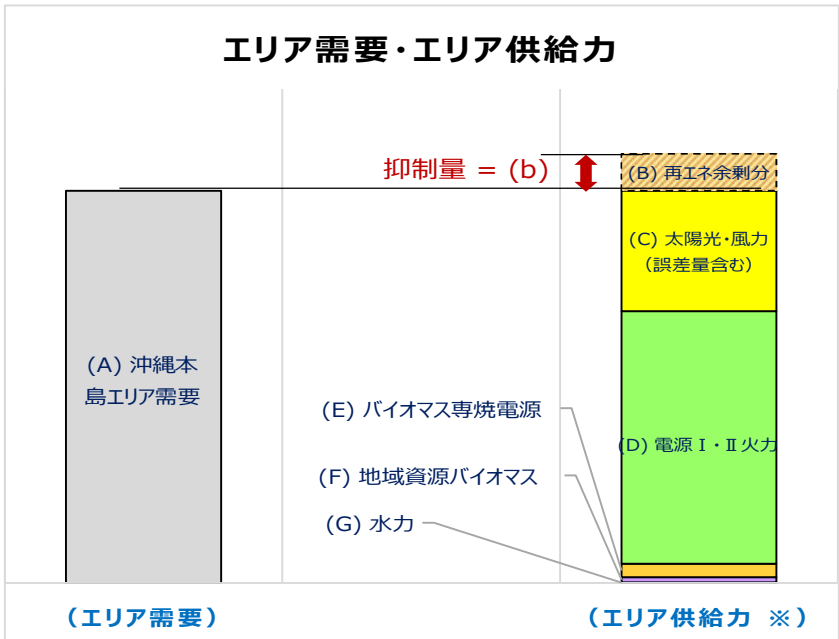 エリア需要・エリア供給力
抑制量 = (b)
(B) 再エネ余剰分
(C) 太陽光・風力
（誤差量含む）
(A) 沖縄本
島エリア需要
(E) バイオマス専焼電源
(D) 電源Ⅰ・Ⅱ火力
(F) 地域資源バイオマス
(G) 水力
（エリア需要）
（エリア供給力 ※）